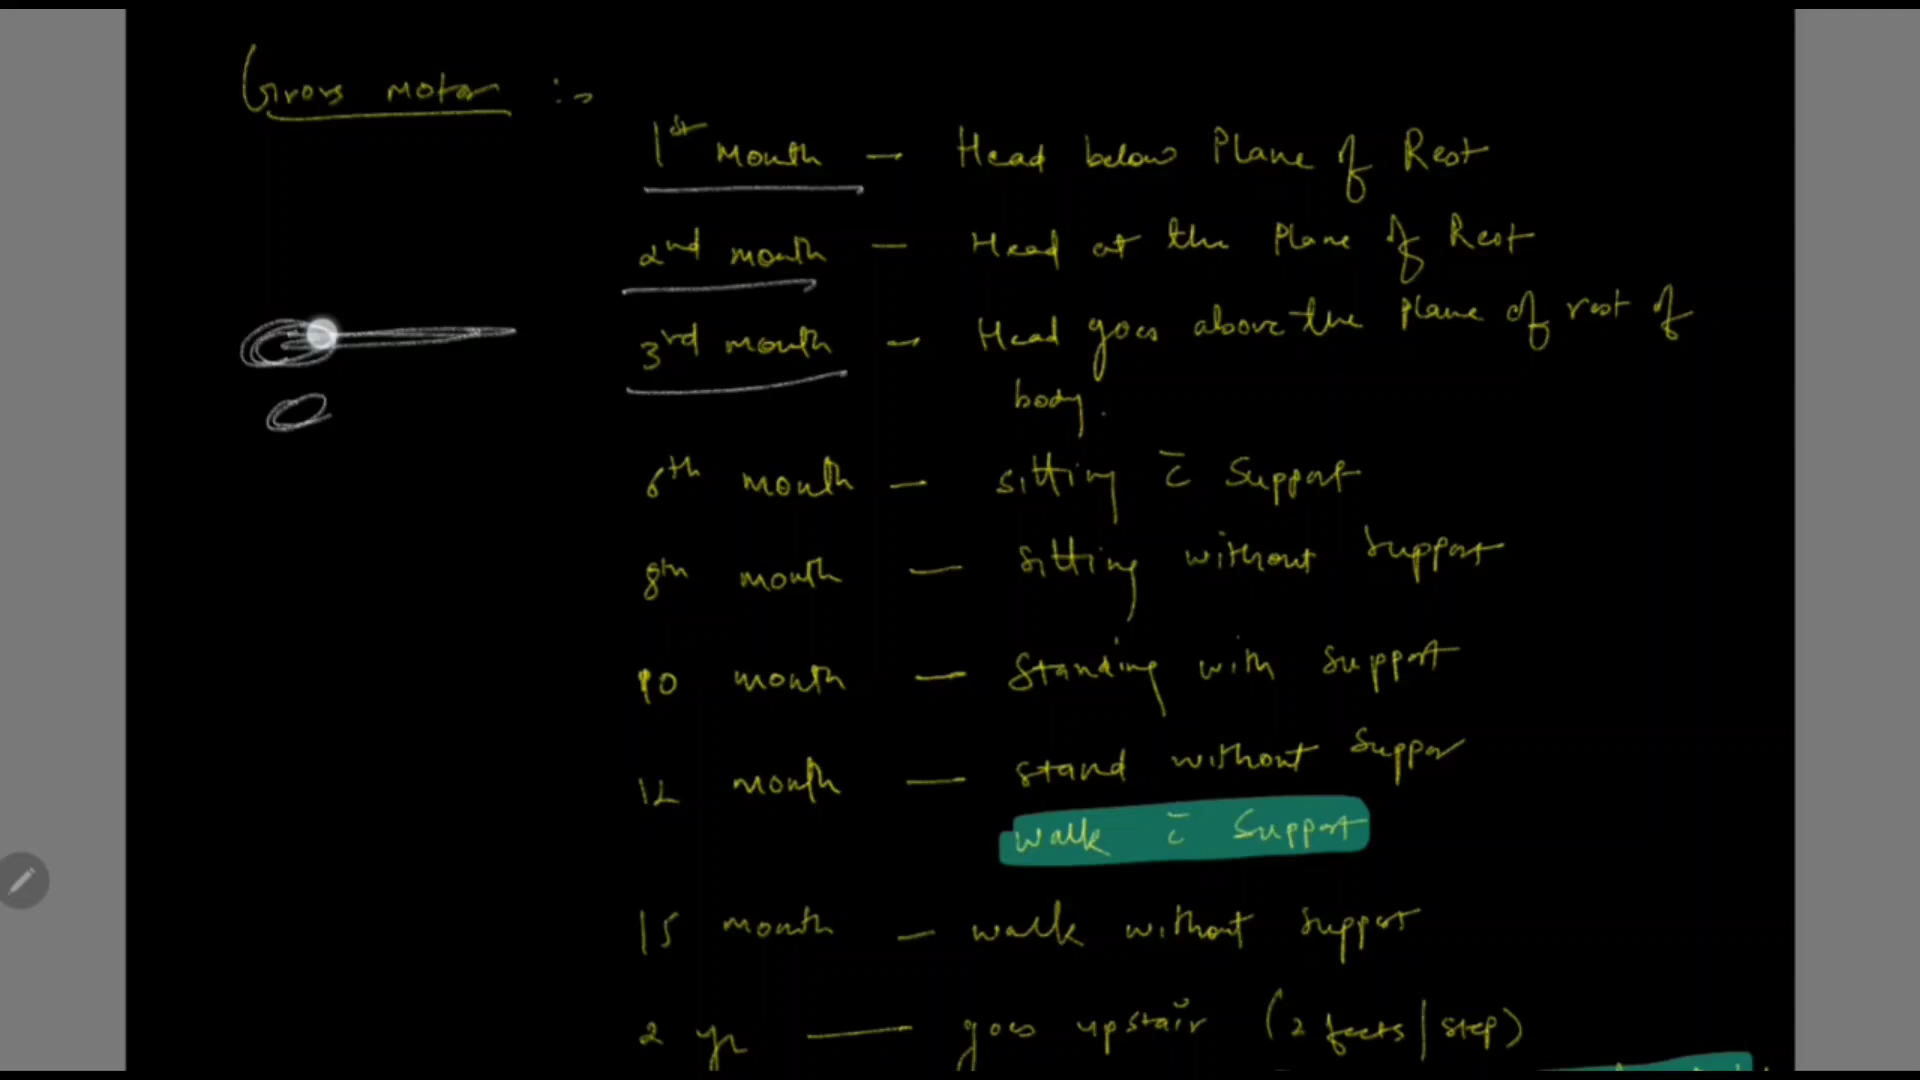 Gross motor :→
1st month — Head below Plane of Rest
2nd month — Head at the Plane of Rest
3rd month — Head goes above the plane of rest of
body.
6th month — sitting c̄ support
8th month — sitting without support
10 month — Standing with support
12 month — stand without suppor
walk c̄ support
15 month — walk without support
2 yr — goes upstair (2 feets/step)